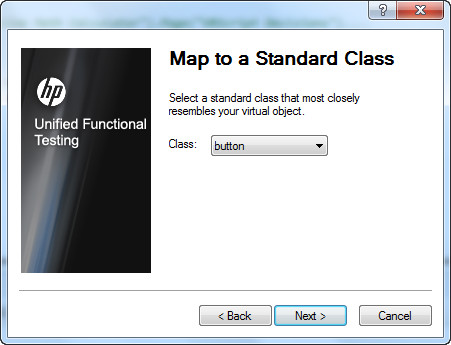 Map to a Standard Class
hp
Unified Functional
Testing
Select a standard class that most closely
resembles your virtual object.
Class:
button
< Back
Next >
Cancel